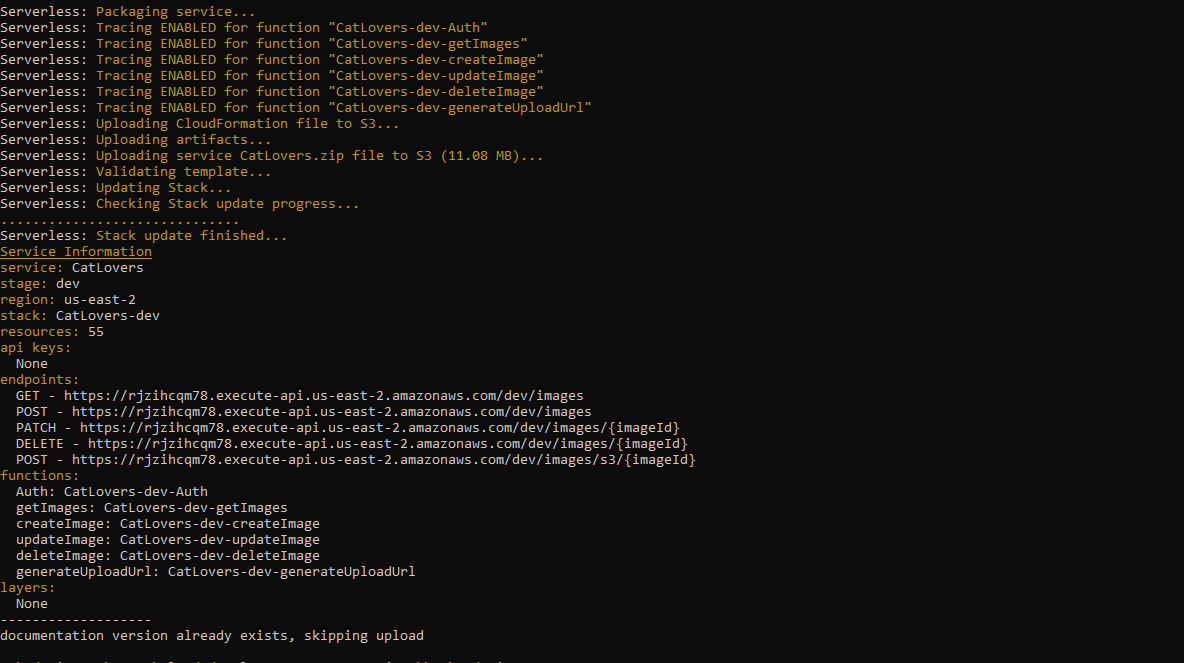 Serverless: Packaging service...
Serverless: Tracing ENABLED for function "CatLovers-dev-Auth"
Serverless: Tracing ENABLED for function "CatLovers-dev-getImages"
Serverless: Tracing ENABLED for function "CatLovers-dev-createImage"
Serverless: Tracing ENABLED for function "CatLovers-dev-updateImage"
Serverless: Tracing ENABLED for function "CatLovers-dev-deleteImage"
Serverless: Tracing ENABLED for function "CatLovers-dev-generateUploadUrl"
Serverless: Uploading CloudFormation file to S3...
Serverless: Uploading artifacts...
Serverless: Uploading service CatLovers.zip file to S3 (11.08 MB)...
Serverless: Validating template...
Serverless: Updating Stack...
Serverless: Checking Stack update progress...
..............................
Serverless: Stack update finished...
Service Information
service: CatLovers
stage: dev
region: us-east-2
stack: CatLovers-dev
resources: 55
api keys:
  None
endpoints:
  GET - https://rjzihcqm78.execute-api.us-east-2.amazonaws.com/dev/images
  POST - https://rjzihcqm78.execute-api.us-east-2.amazonaws.com/dev/images
  PATCH - https://rjzihcqm78.execute-api.us-east-2.amazonaws.com/dev/images/{imageId}
  DELETE - https://rjzihcqm78.execute-api.us-east-2.amazonaws.com/dev/images/{imageId}
  POST - https://rjzihcqm78.execute-api.us-east-2.amazonaws.com/dev/images/s3/{imageId}
functions:
  Auth: CatLovers-dev-Auth
  getImages: CatLovers-dev-getImages
  createImage: CatLovers-dev-createImage
  updateImage: CatLovers-dev-updateImage
  deleteImage: CatLovers-dev-deleteImage
  generateUploadUrl: CatLovers-dev-generateUploadUrl
layers:
  None
-------------------
documentation version already exists, skipping upload